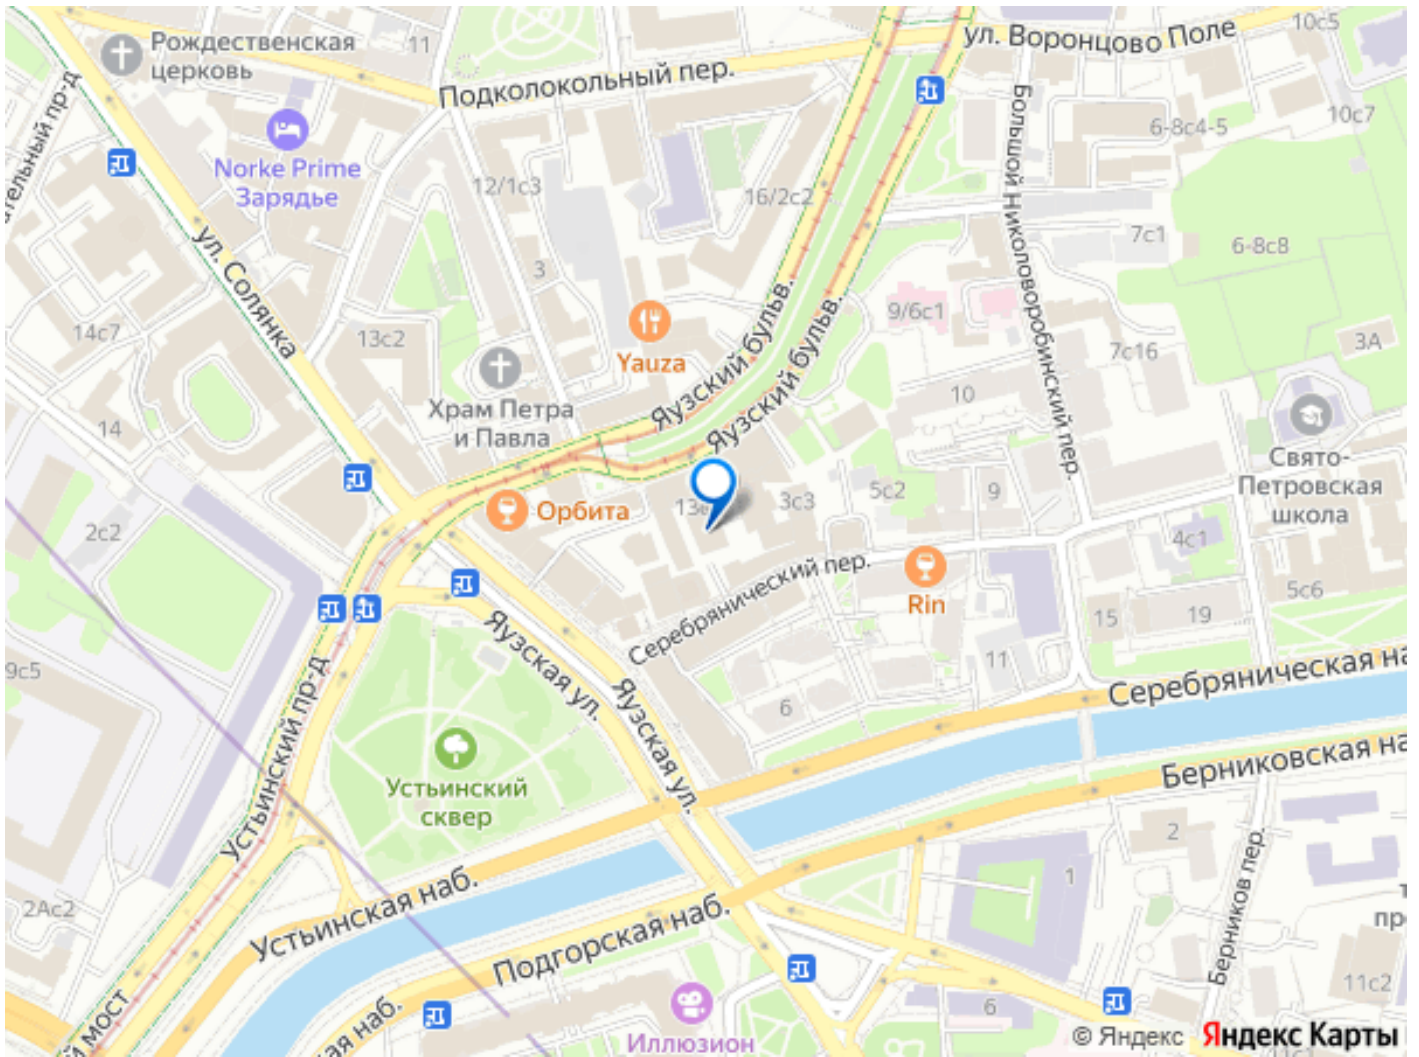 Рождественская
церковь
11
ул. Воронцово Поле
10с5
Подколокольный пер.
10с7
6-8с4-5
Norke Prime
Зарядье
12/1с3
16/2с2
Большой Николоворобинский пер.
7с1
6-8с8
ул. Солянка
3
9/6с1
14с7
13с2
Yauza
Яузский бульв.
Яузский бульв.
7с16
3А
10
Храм Петра
и Павла
14
Свято-
Петровская
школа
5с2
9
3с3
Орбита
2с2
4с1
Серебрянический пер.
Rin
5с6
15
19
11
9с5
Яузская ул.
Яузская ул.
6
Серебряническая на
Устьинский пр-д
Устьинский
сквер
Берниковская на
2
1
Берников пер.
2Ас2
Устьинская наб.
Подгорская наб.
11с2
6
Иллюзион
© Яндекс
Яндекс Карты